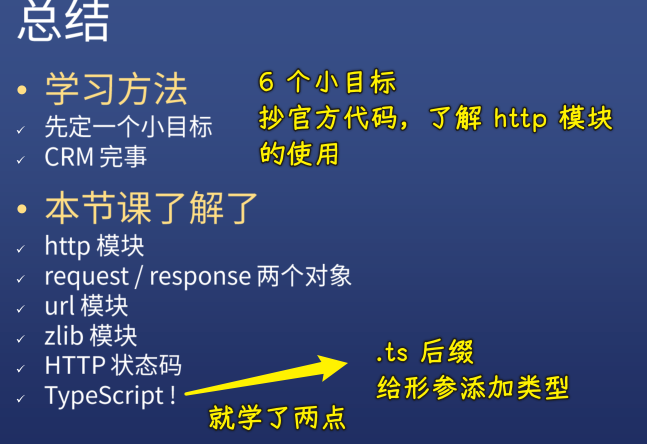 总结
学习方法
先定一个小目标
CRM 完事
6 个小目标
抄官方代码，了解 http 模块
的使用
本节课了解了
http 模块
request / response 两个对象
url 模块
zlib 模块
HTTP 状态码
TypeScript !
.ts 后缀
给形参添加类型
就学了两点